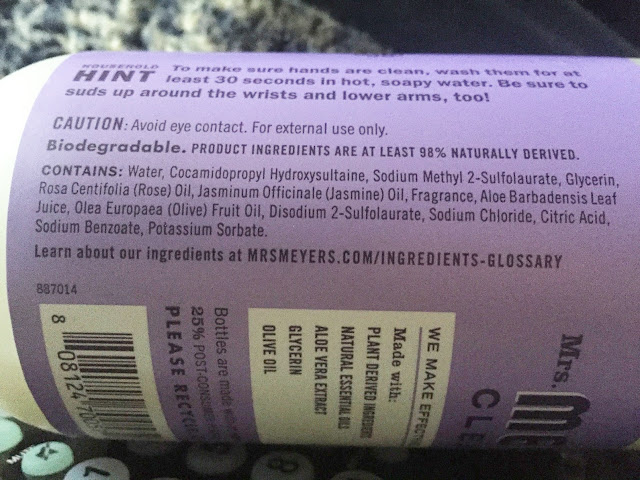 HOUSEHOLD
HINT
To make sure hands are clean, wash them for at
least 30 seconds in hot, soapy water. Be sure to
suds up around the wrists and lower arms, too!
CAUTION: Avoid eye contact. For external use only.
Biodegradable. PRODUCT INGREDIENTS ARE AT LEAST 98% NATURALLY DERIVED.
CONTAINS: Water, Cocamidopropyl Hydroxysultaine, Sodium Methyl 2-Sulfolaurate, Glycerin,
Rosa Centifolia (Rose) Oil, Jasminum Officinale (Jasmine) Oil, Fragrance, Aloe Barbadensis Leaf
Juice, Olea Europaea (Olive) Fruit Oil, Disodium 2-Sulfolaurate, Sodium Chloride, Citric Acid,
Sodium Benzoate, Potassium Sorbate.
Learn about our ingredients at MRSMEYERS.COM/INGREDIENTS-GLOSSARY
887014
8 08124
Bottles are made
25% POST-CONSUMER
PLEASE RECYCLE
WE MAKE
Made with:
PLANT DERIVED
NATURAL ESSENTIAL OILS
ALOE VERA EXTRACT
GLYCERIN
OLIVE OIL
Mrs.
CLE